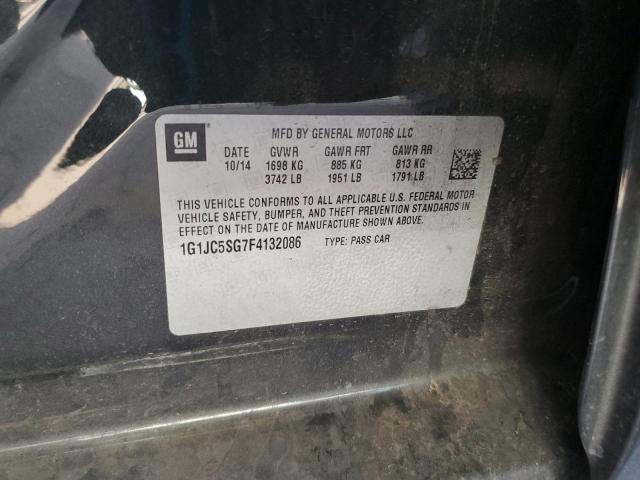 GM
MFD BY GENERAL MOTORS LLC
DATE GVWR GAWR FRT GAWR RR
10/14 1698 KG 885 KG 813 KG
3742 LB 1951 LB 1791 LB
THIS VEHICLE CONFORMS TO ALL APPLICABLE U.S. FEDERAL MOTOR
VEHICLE SAFETY, BUMPER, AND THEFT PREVENTION STANDARDS IN
EFFECT ON THE DATE OF MANUFACTURE SHOWN ABOVE.
1G1JC5SG7F4132086 TYPE: PASS CAR